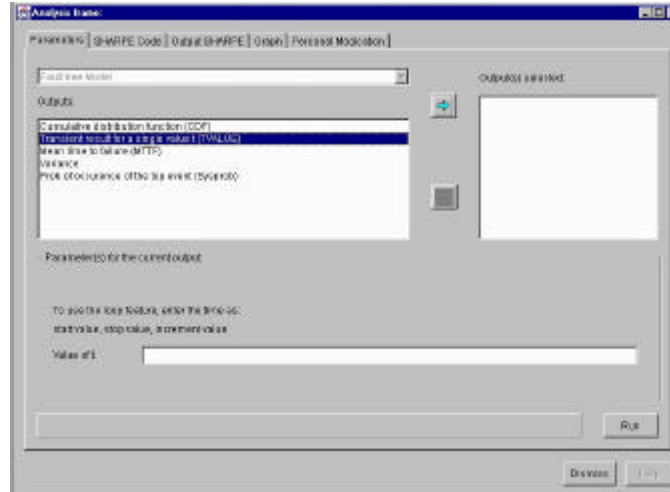 Analysis frame:
Parameters SHARPE Code Output SHARPE Graph Personal Modication
Fault tree Model
Output(s) selected:
Outputs:
Cumulative distribution function (CDF)
Transient result for a single value t (TVALUE)
Mean time to failure (MTTF)
Variance
Prob of occurance of the top event (Sysprob)
Parameter(s) for the current output
To use the loop feature, enter the time as:
start value, stop value, increment value
Value of t
Run
Dismiss